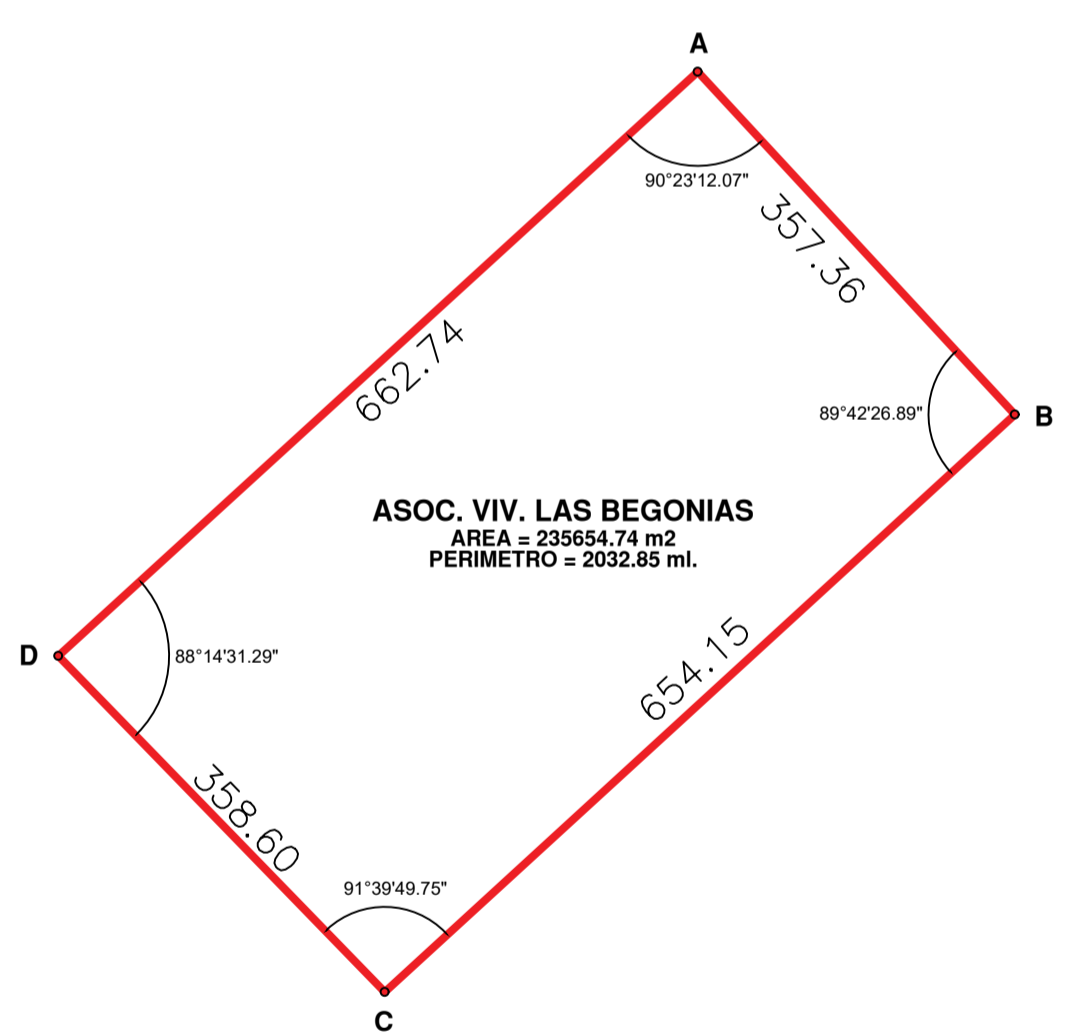 A
90°23'12.07"
357.36
662.74
89°42'26.89"
B
ASOC. VIV. LAS BEGONIAS
AREA = 235654.74 m2
PERIMETRO = 2032.85 ml.
654.15
D
88°14'31.29"
358.60
91°39'49.75"
C